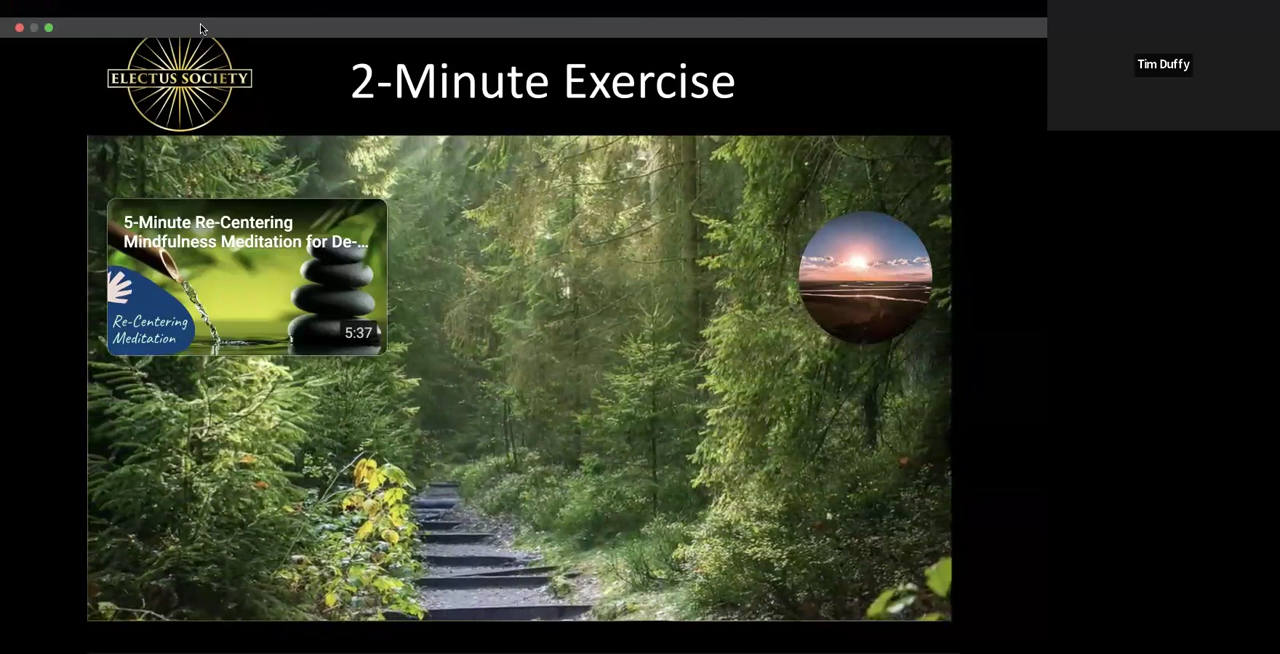 Tim Duffy
ELECTUS SOCIETY
2-Minute Exercise
5-Minute Re-Centering
Mindfulness Meditation for De-...
Re-Centering
Meditation
5:37